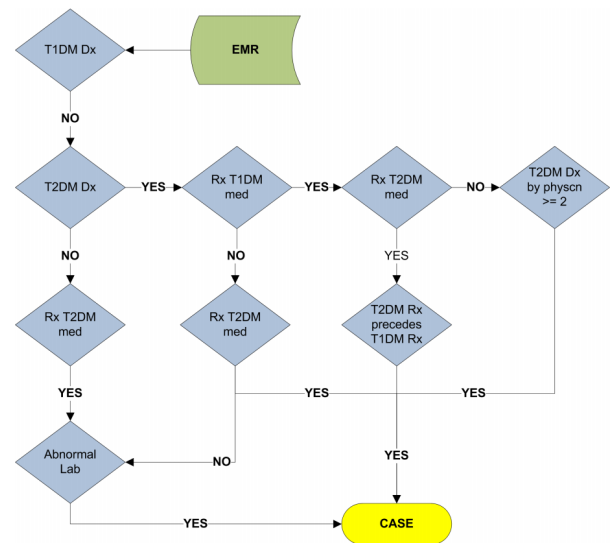 T1DM Dx
EMR
NO
T2DM Dx
YES
Rx T1DM
med
YES
Rx T2DM
med
NO
T2DM Dx
by physcn
>= 2
NO
NO
YES
Rx T2DM
med
Rx T2DM
med
T2DM Rx
precedes
T1DM Rx
YES
YES
YES
Abnormal
Lab
NO
YES
YES
CASE